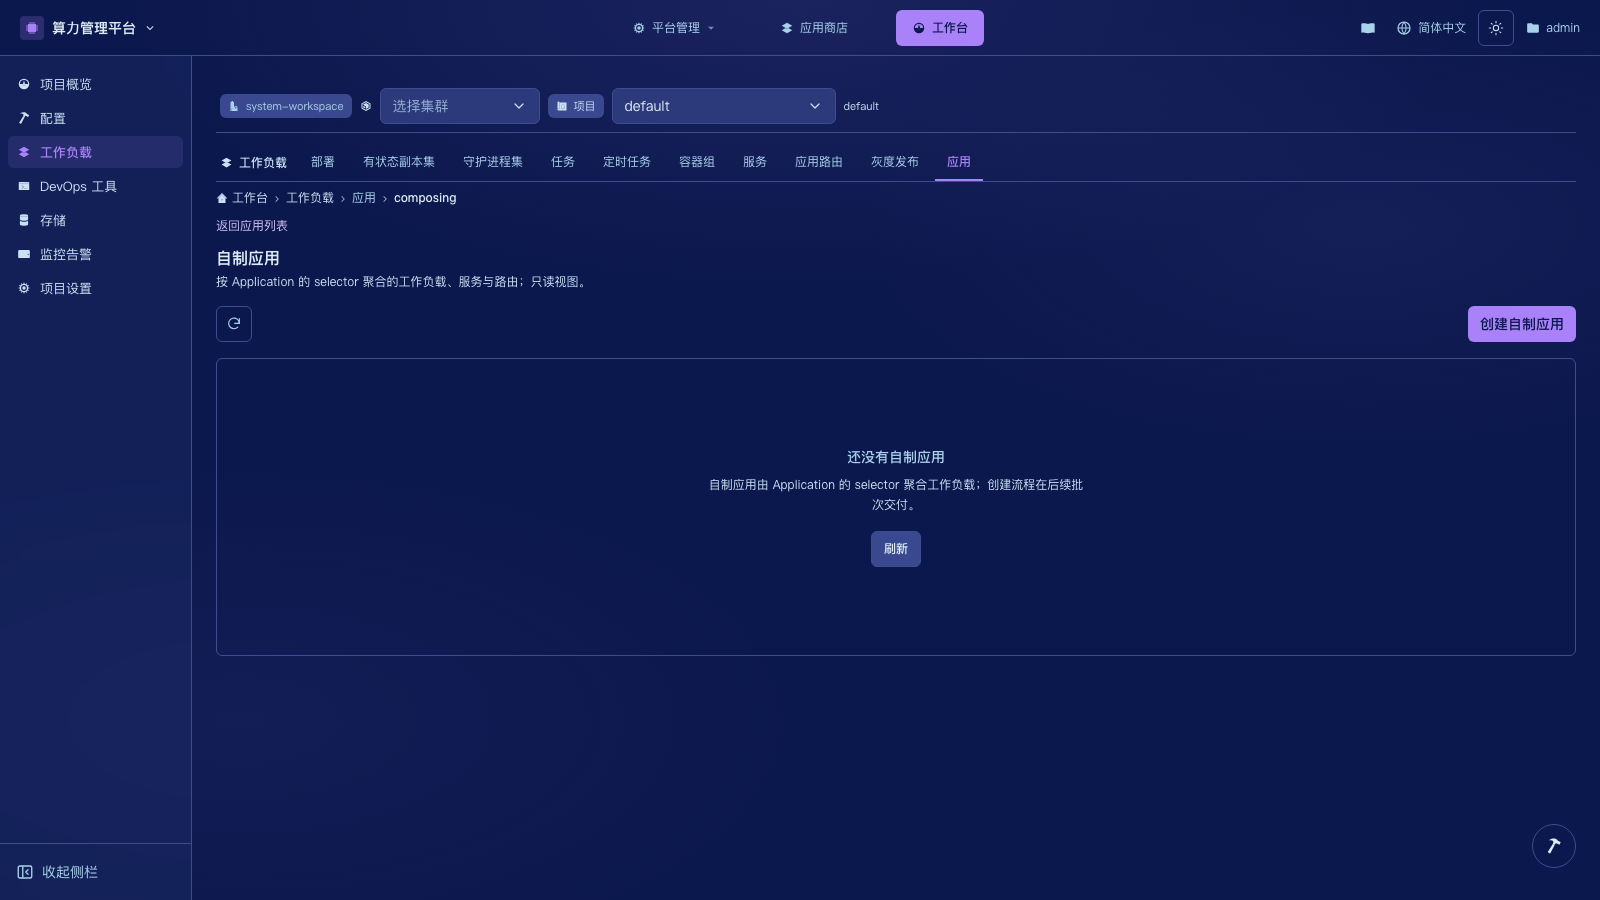 算力管理平台
平台管理
应用商店
工作台
简体中文
admin
项目概览
配置
工作负载
DevOps 工具
存储
监控告警
项目设置
收起侧栏
system-workspace
选择集群
项目
default
default
工作负载
部署
有状态副本集
守护进程集
任务
定时任务
容器组
服务
应用路由
灰度发布
应用
工作台 › 工作负载 › 应用 › composing
返回应用列表
自制应用
按 Application 的 selector 聚合的工作负载、服务与路由；只读视图。
创建自制应用
还没有自制应用
自制应用由 Application 的 selector 聚合工作负载；创建流程在后续批
次交付。
刷新